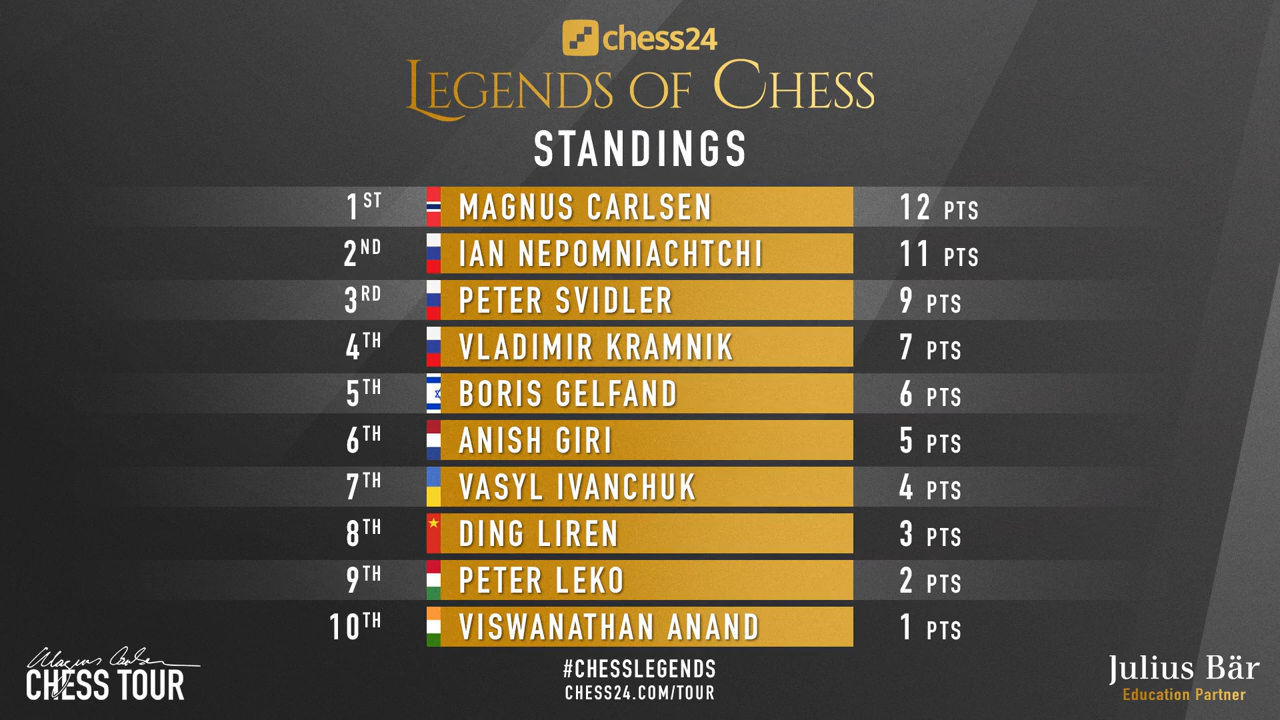 chess24
LEGENDS OF CHESS
STANDINGS
1ST MAGNUS CARLSEN 12 PTS
2ND IAN NEPOMNIACHTCHI 11 PTS
3RD PETER SVIDLER 9 PTS
4TH VLADIMIR KRAMNIK 7 PTS
5TH BORIS GELFAND 6 PTS
6TH ANISH GIRI 5 PTS
7TH VASYL IVANCHUK 4 PTS
8TH DING LIREN 3 PTS
9TH PETER LEKO 2 PTS
10TH VISWANATHAN ANAND 1 PTS
Magnus Carlsen
CHESS TOUR
#CHESSLEGENDS
CHESS24.COM/TOUR
Julius Bär
Education Partner